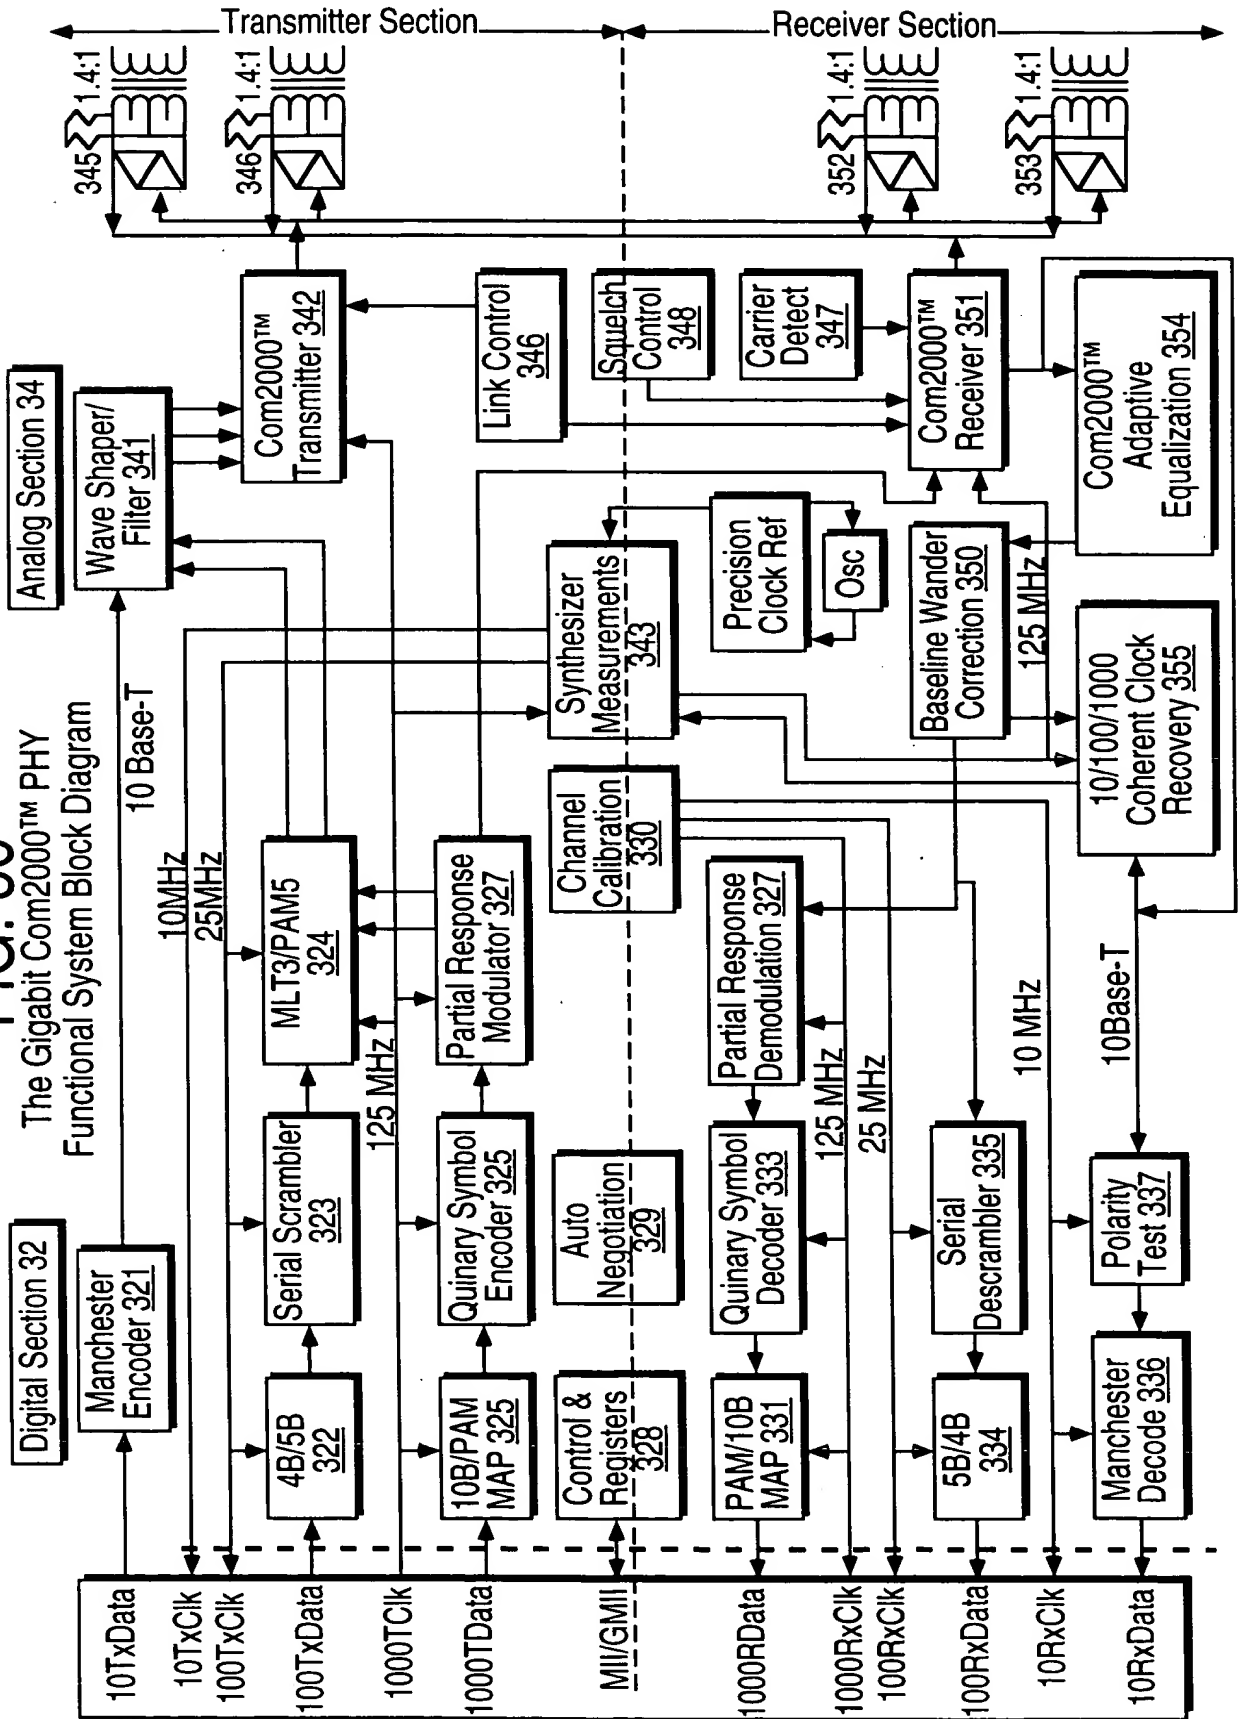 The Gigabit Com2000™ PHY
Functional System Block Diagram
Digital Section 32
Analog Section 34
Transmitter Section
Receiver Section
10TxData
10TxClk
100TxClk
100TxData
1000TClk
1000TData
MII/GMII
1000RData
1000RxClk
100RxClk
100RxData
10RxClk
10RxData
Manchester
Encoder 321
10 Base-T
Wave Shaper/
Filter 341
10MHz
25MHz
4B/5B
322
Serial Scrambler
323
MLT3/PAM5
324
Com2000™
Transmitter 342
125 MHz
10B/PAM
MAP 325
Quinary Symbol
Encoder 325
Partial Response
Modulator 327
Link Control
346
Control &
Registers
328
Auto
Negotiation
329
Channel
Calibration
330
Synthesizer
Measurements
343
Squelch
Control
348
Precision
Clock Ref
Osc
Carrier
Detect
347
PAM/10B
MAP 331
Quinary Symbol
Decoder 333
Partial Response
Demodulation 327
125 MHz
25 MHz
5B/4B
334
Serial
Descrambler 335
Baseline Wander
Correction 350
Com2000™
Receiver 351
125 MHz
10 MHz
Manchester
Decode 336
Polarity
Test 337
10Base-T
10/100/1000
Coherent Clock
Recovery 355
Com2000™
Adaptive
Equalization 354
345
1.4:1
346
1.4:1
352
1.4:1
353
1.4:1